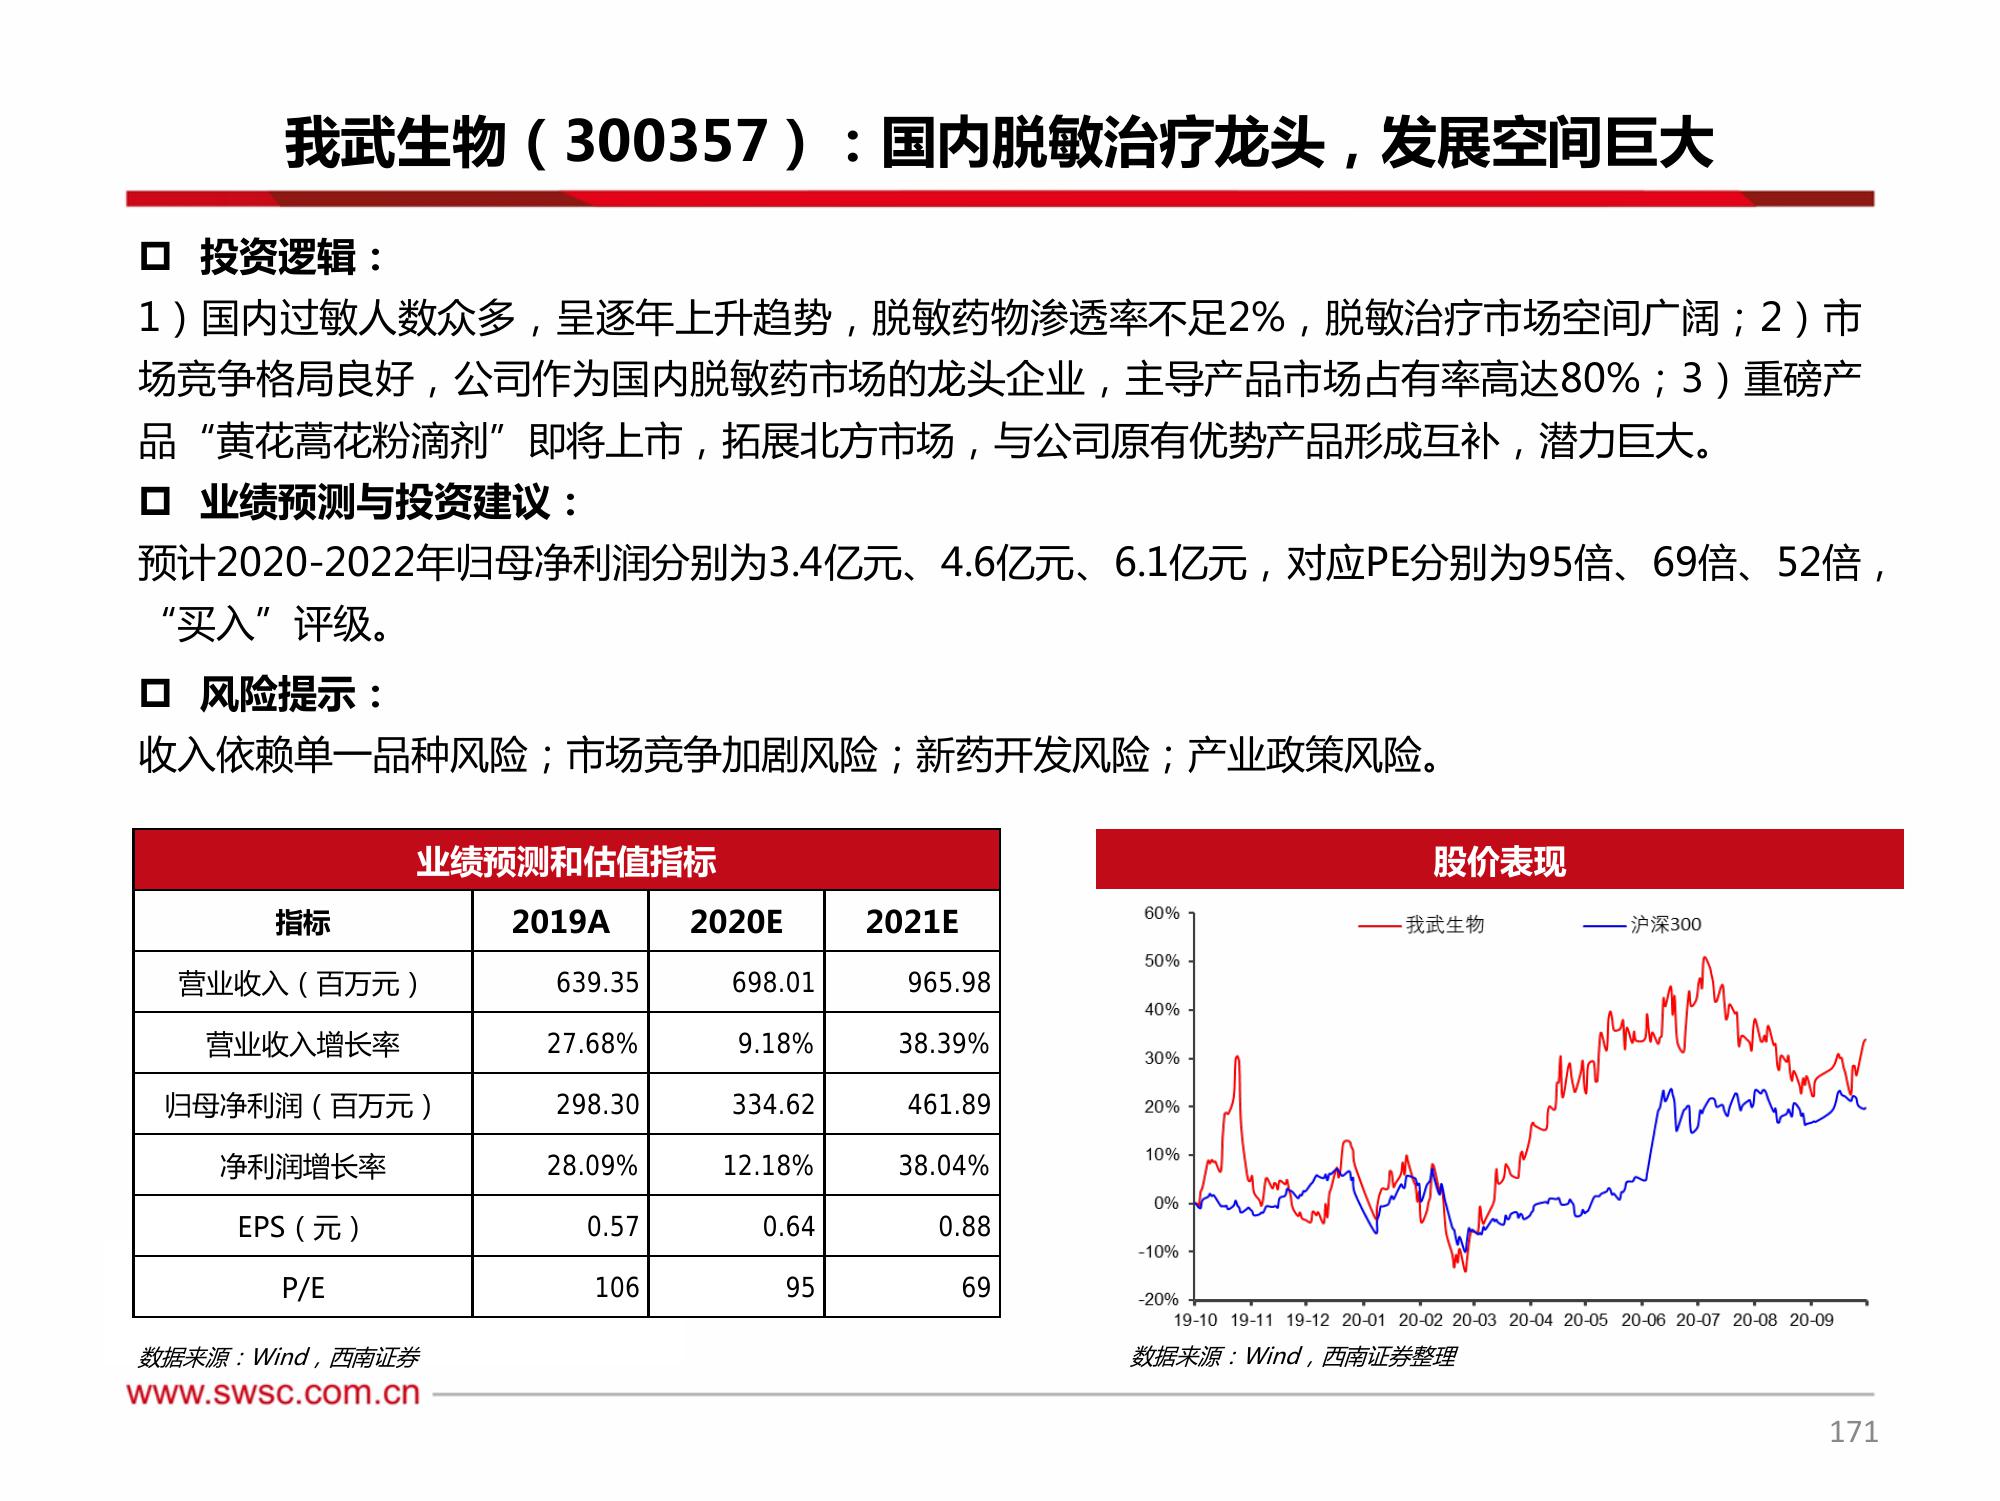 我武生物（300357）：国内脱敏治疗龙头，发展空间巨大
投资逻辑：
1）国内过敏人数众多，呈逐年上升趋势，脱敏药物渗透率不足2%，脱敏治疗市场空间广阔；2）市
场竞争格局良好，公司作为国内脱敏药市场的龙头企业，主导产品市场占有率高达80%；3）重磅产
品“黄花蒿花粉滴剂”即将上市，拓展北方市场，与公司原有优势产品形成互补，潜力巨大。
业绩预测与投资建议：
预计2020-2022年归母净利润分别为3.4亿元、4.6亿元、6.1亿元，对应PE分别为95倍、69倍、52倍，
“买入”评级。
风险提示：
收入依赖单一品种风险；市场竞争加剧风险；新药开发风险；产业政策风险。
业绩预测和估值指标
指标 2019A 2020E 2021E
营业收入（百万元） 639.35 698.01 965.98
营业收入增长率 27.68% 9.18% 38.39%
归母净利润（百万元） 298.30 334.62 461.89
净利润增长率 28.09% 12.18% 38.04%
EPS（元） 0.57 0.64 0.88
P/E 106 95 69
数据来源：Wind，西南证券
股价表现
我武生物 沪深300
60%
50%
40%
30%
20%
10%
0%
-10%
-20%
19-10 19-11 19-12 20-01 20-02 20-03 20-04 20-05 20-06 20-07 20-08 20-09
数据来源：Wind，西南证券整理
www.swsc.com.cn
171